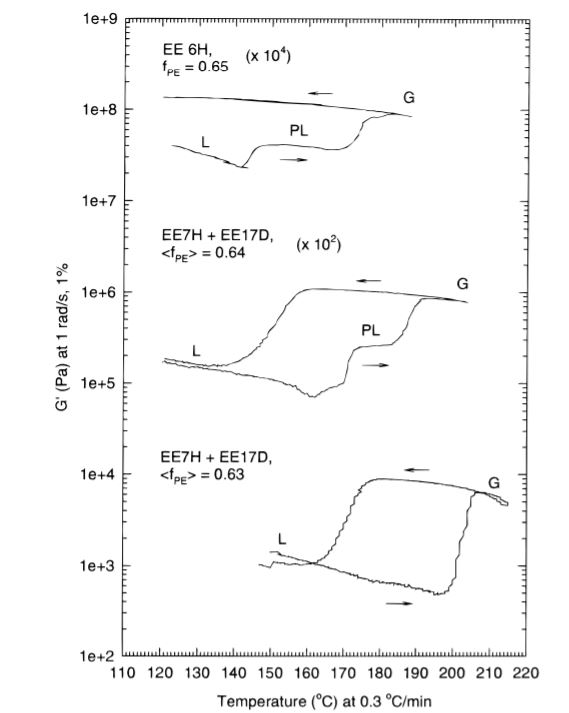 1e+9
EE 6H, (x 10⁴)
f_PE = 0.65
G
1e+8
PL
L
1e+7
EE7H + EE17D, (x 10²)
<f_PE> = 0.64
G
1e+6
PL
L
1e+5
EE7H + EE17D,
<f_PE> = 0.63
1e+4
G
L
1e+3
1e+2
110 120 130 140 150 160 170 180 190 200 210 220
Temperature (°C) at 0.3 °C/min
G' (Pa) at 1 rad/s, 1%